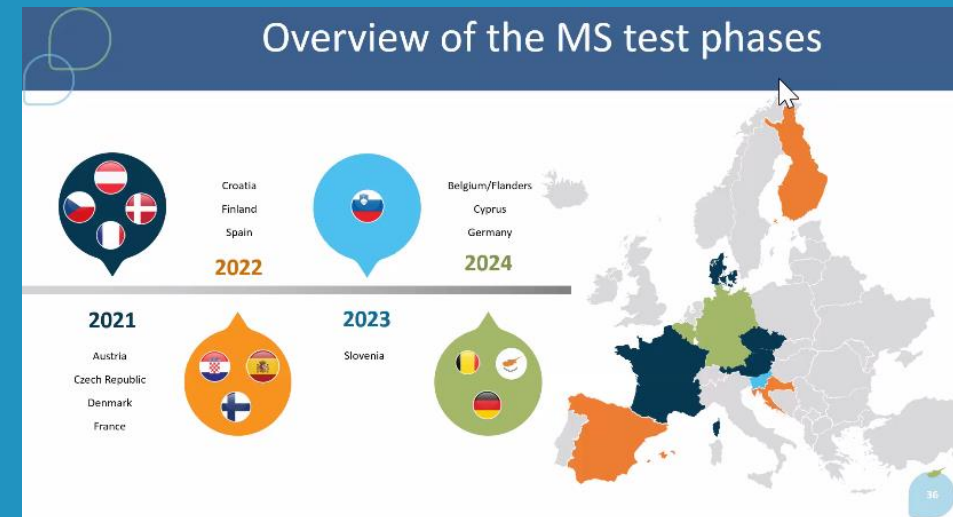 Overview of the MS test phases
Croatia
Finland
Spain
2022
Belgium/Flanders
Cyprus
Germany
2024
2021
Austria
Czech Republic
Denmark
France
2023
Slovenia
36